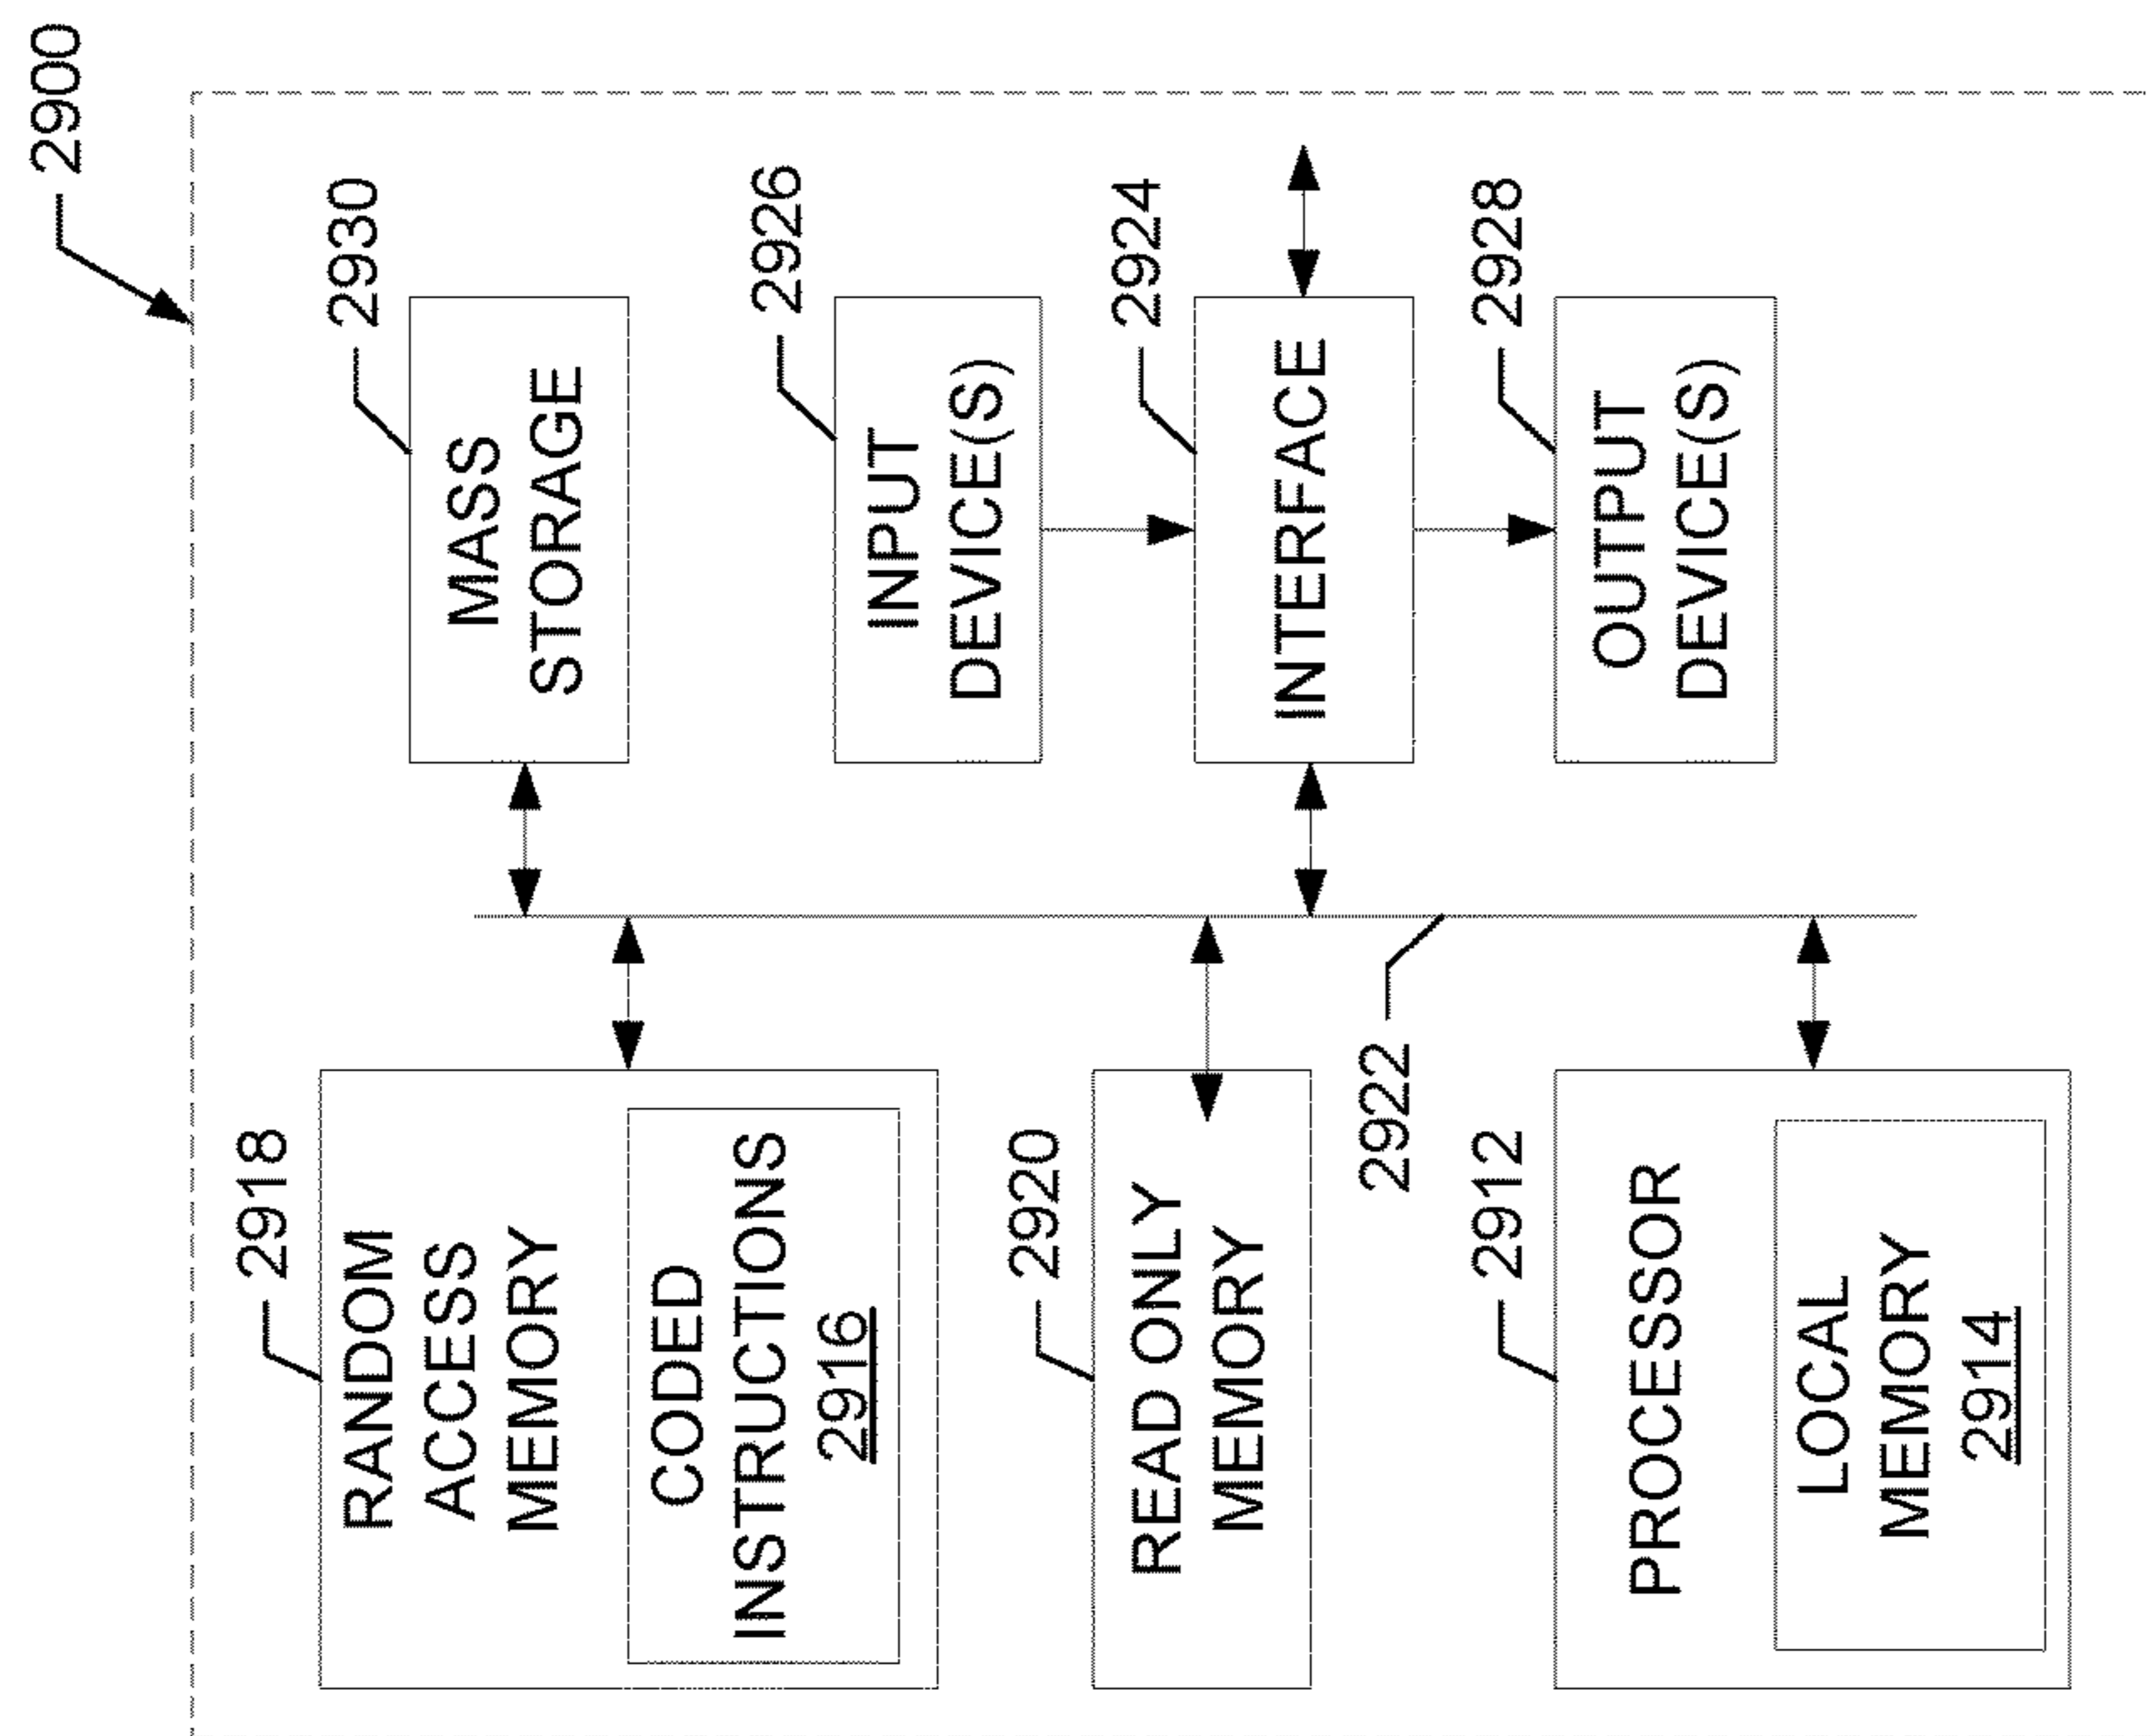 2900
2918
RANDOM
ACCESS
MEMORY
CODED
INSTRUCTIONS
2916
2920
READ ONLY
MEMORY
2922
2912
PROCESSOR
LOCAL
MEMORY
2914
2930
MASS
STORAGE
2926
INPUT
DEVICE(S)
2924
INTERFACE
2928
OUTPUT
DEVICE(S)